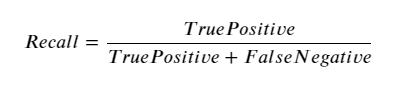 Recall = TruePositive / TruePositive + FalseNegative